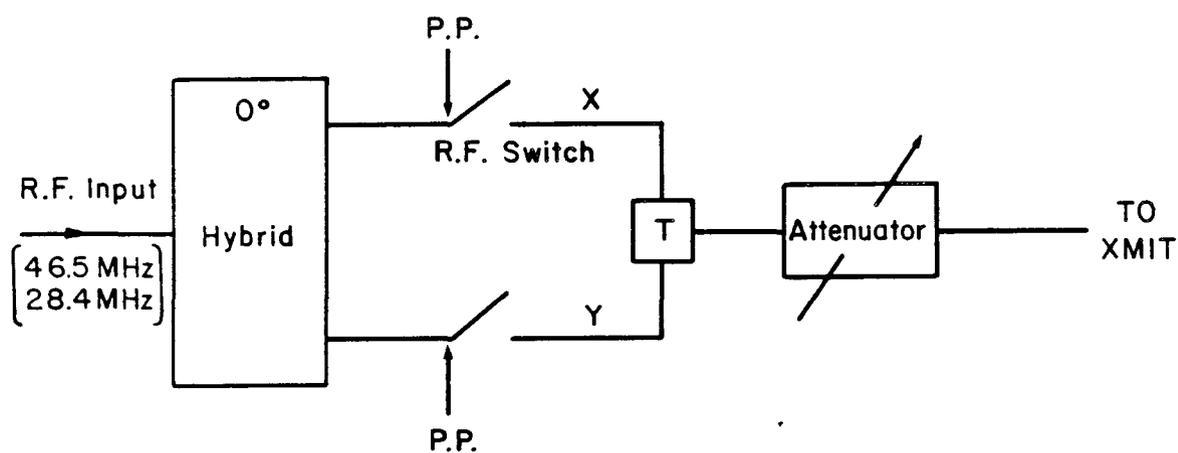 P.P.
0°
X
R.F. Switch
R.F. Input
Hybrid
T
Attenuator
TO
XMIT
[46.5 MHz
28.4 MHz]
Y
P.P.